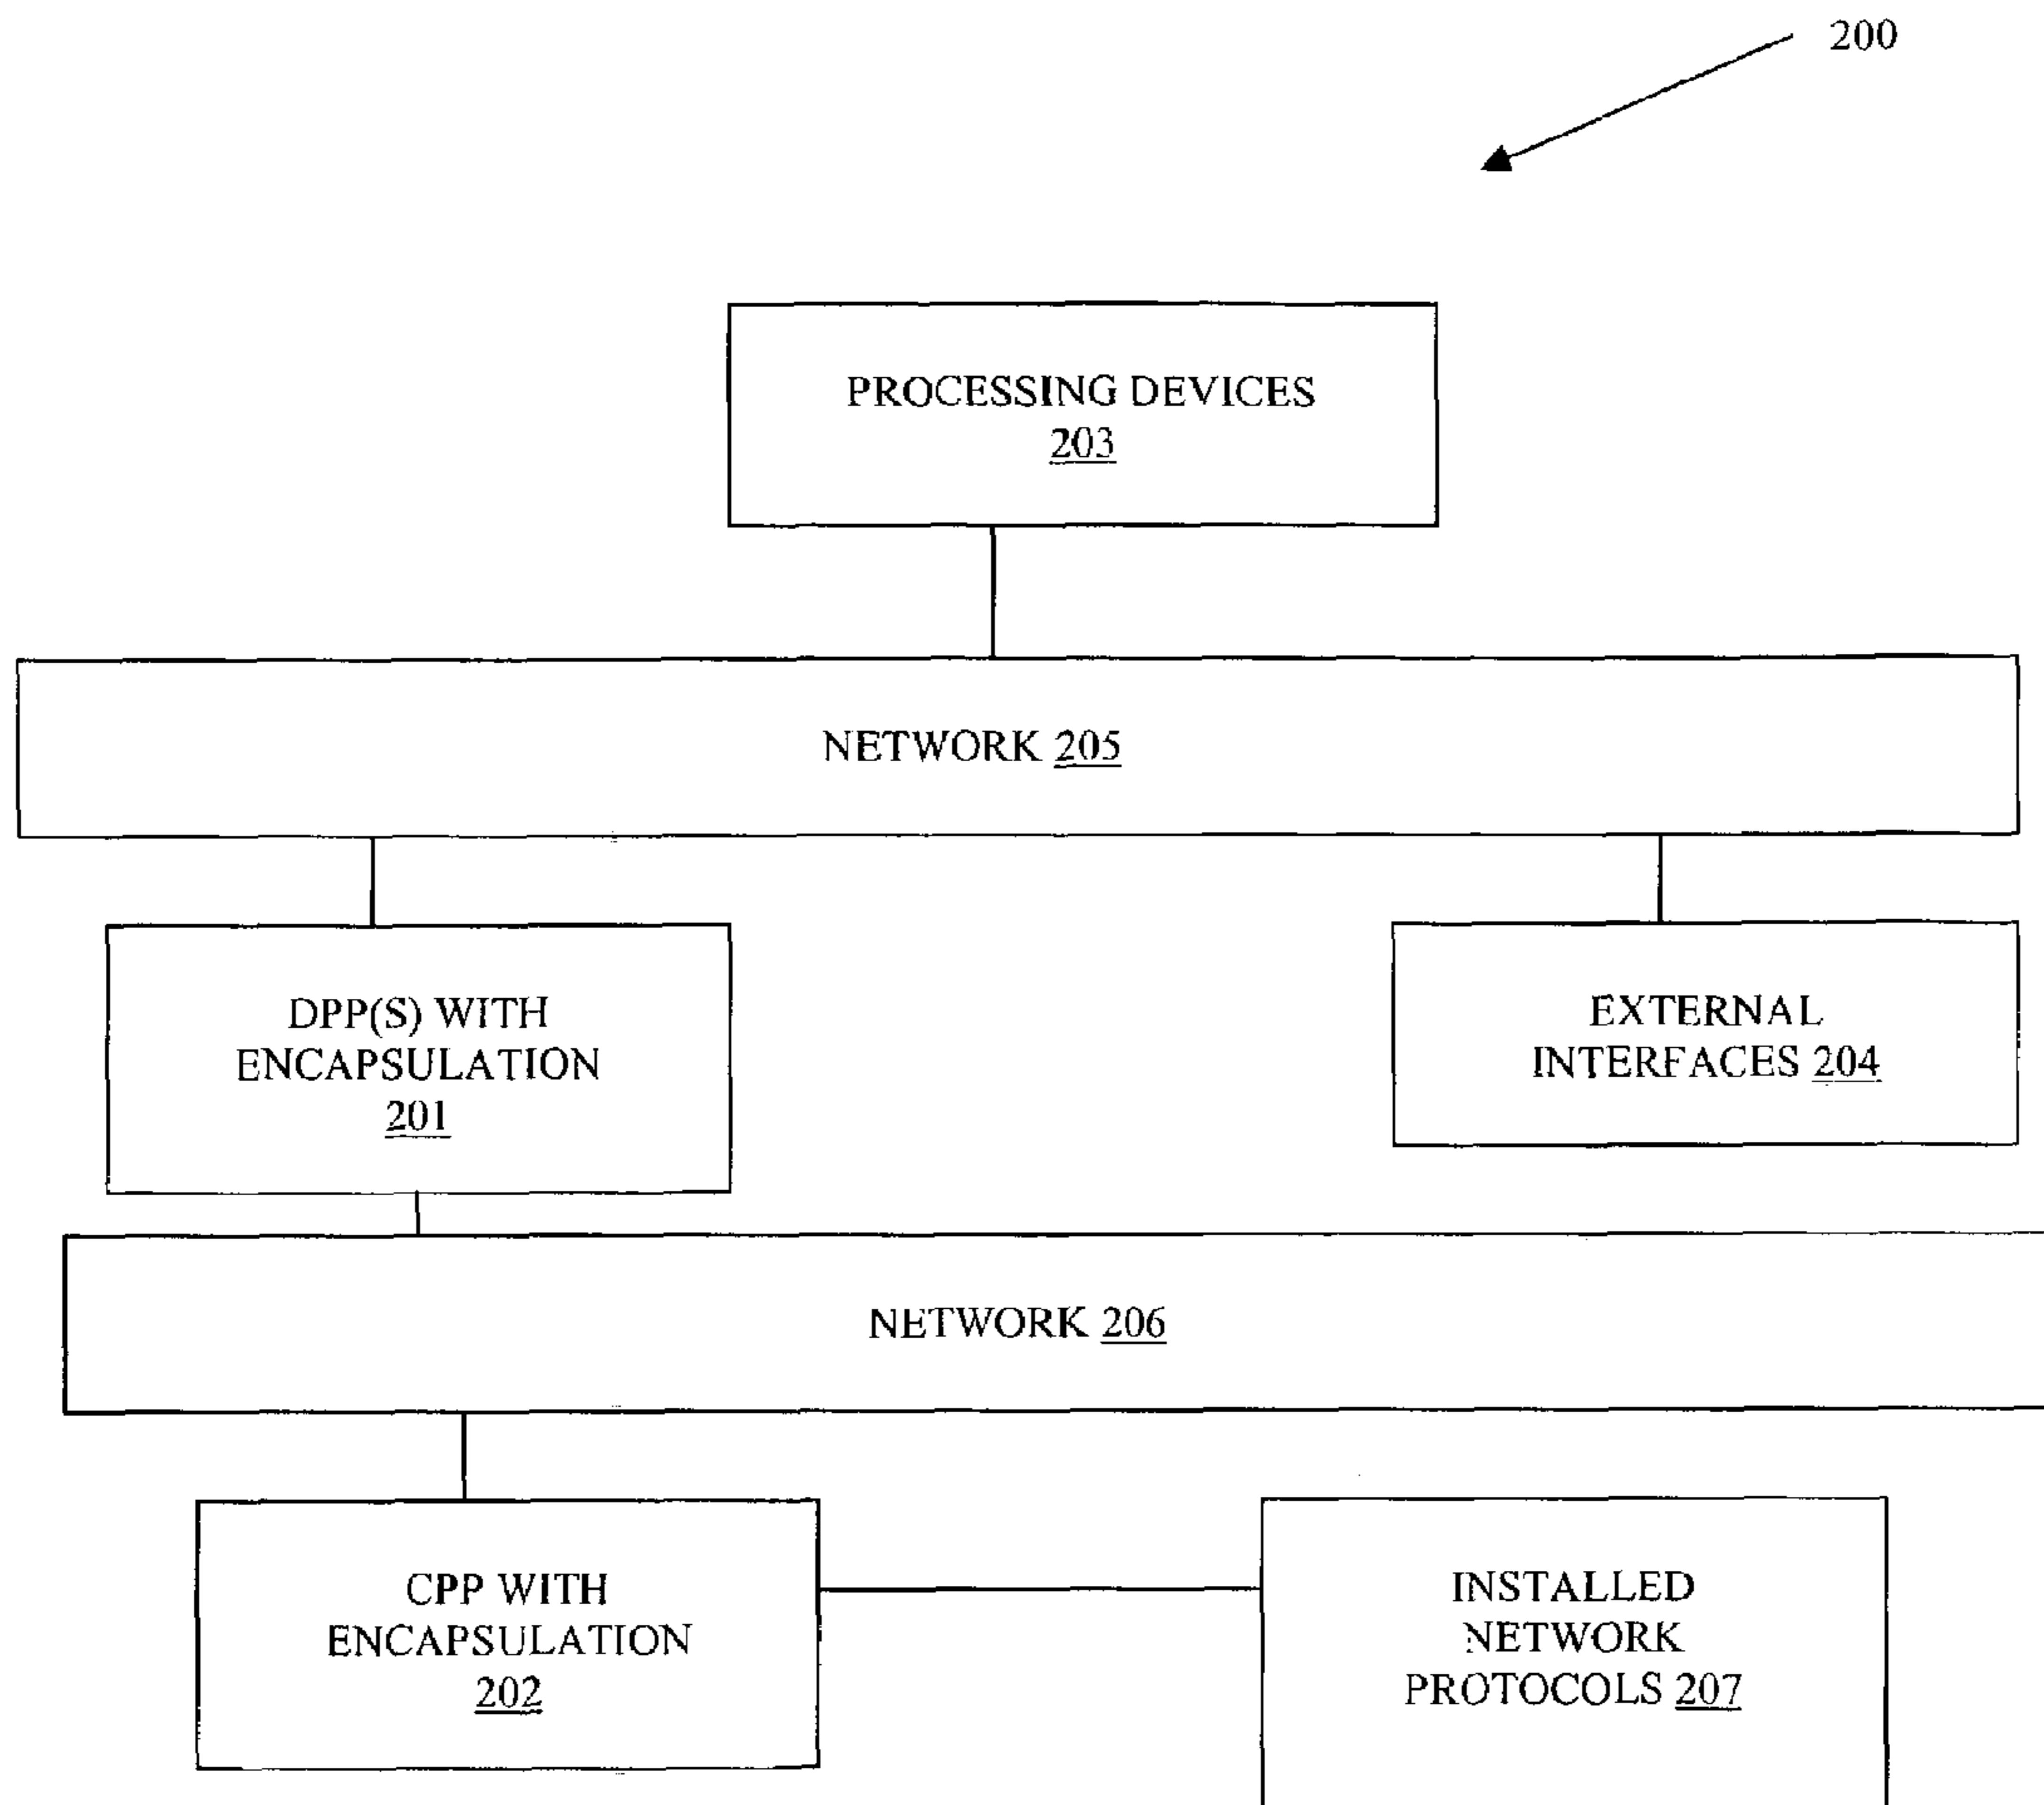 200
PROCESSING DEVICES
203
NETWORK 205
DPP(S) WITH
ENCAPSULATION
201
EXTERNAL
INTERFACES 204
NETWORK 206
CPP WITH
ENCAPSULATION
202
INSTALLED
NETWORK
PROTOCOLS 207